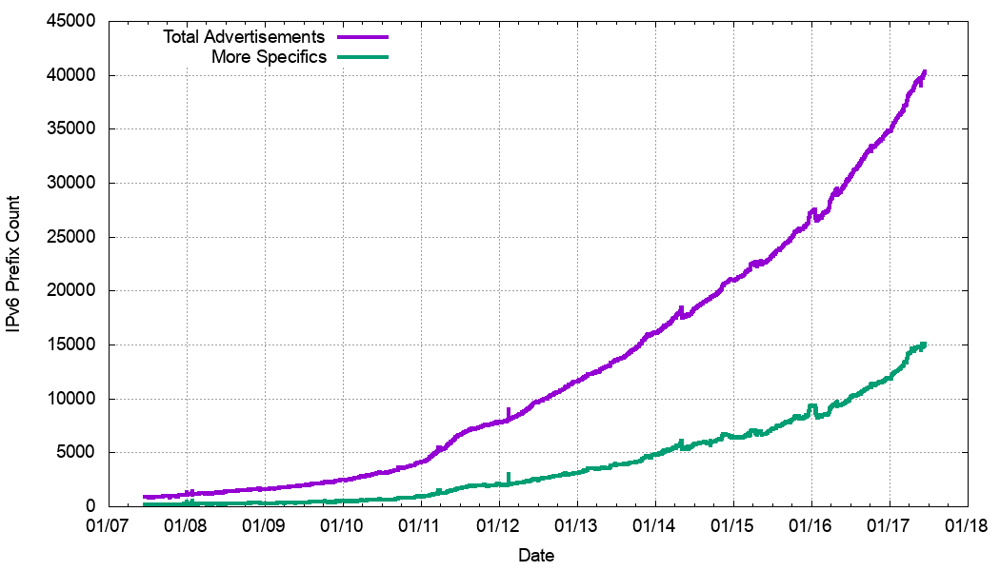 45000
40000
35000
30000
25000
20000
15000
10000
5000
0
IPv6 Prefix Count
Total Advertisements
More Specifics
01/07 01/08 01/09 01/10 01/11 01/12 01/13 01/14 01/15 01/16 01/17 01/18
Date